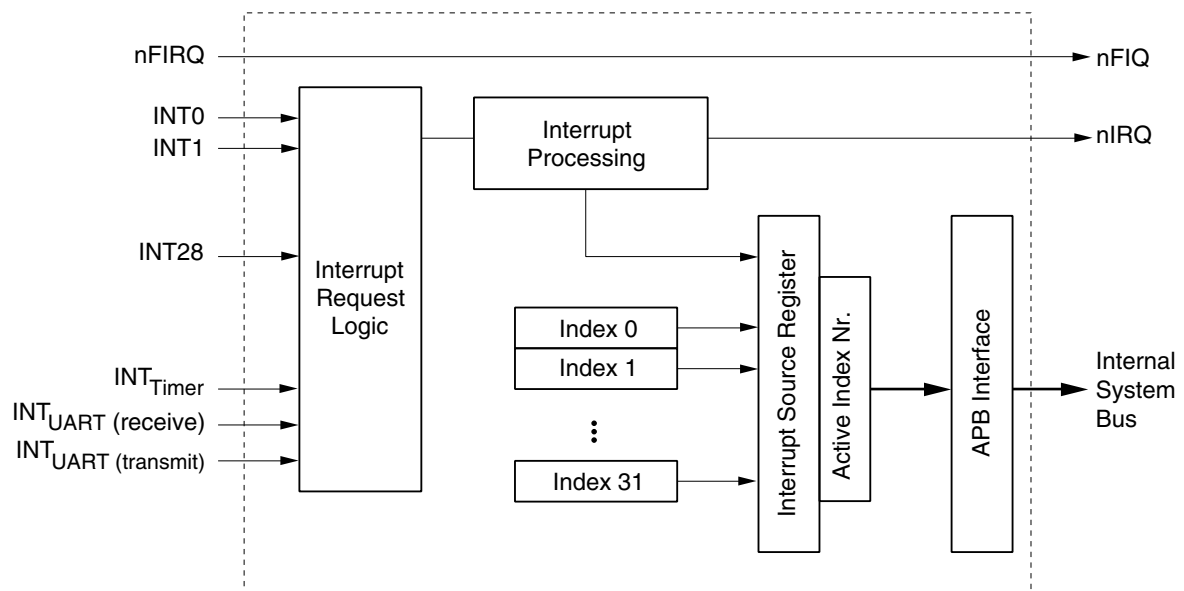 nFIRQ
nFIQ
INT0
INT1
INT28
INTTimer
INTUART (receive)
INTUART (transmit)
Interrupt
Request
Logic
Interrupt
Processing
nIRQ
Index 0
Index 1
Index 31
Interrupt Source Register
Active Index Nr.
APB Interface
Internal
System
Bus